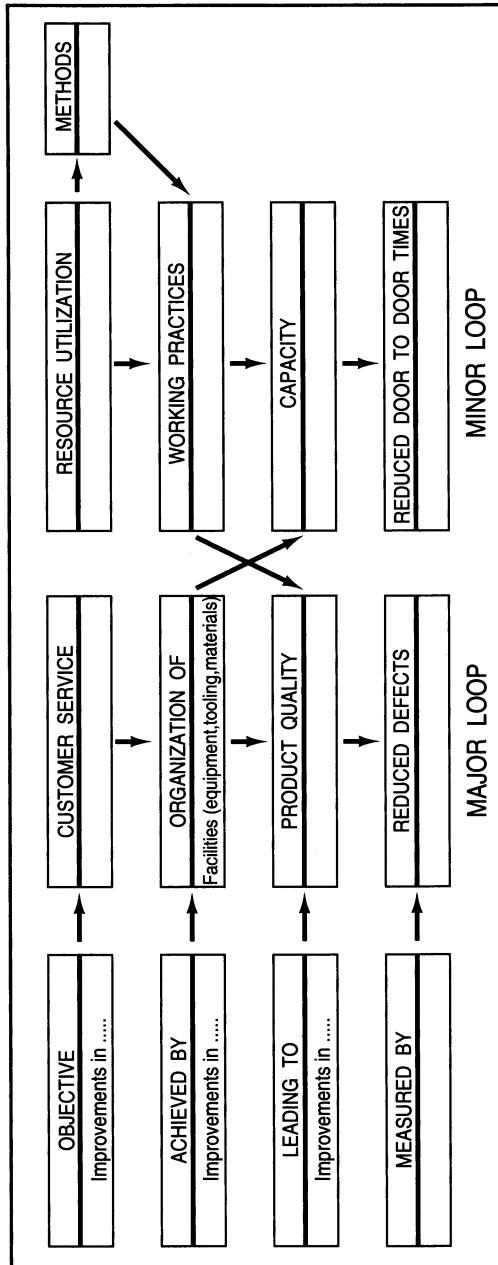 OBJECTIVE
Improvements in .....
CUSTOMER SERVICE
RESOURCE UTILIZATION
METHODS
ACHIEVED BY
Improvements in .....
ORGANIZATION OF
Facilities (equipment,tooling,materials)
WORKING PRACTICES
LEADING TO
Improvements in .....
PRODUCT QUALITY
CAPACITY
MEASURED BY
REDUCED DEFECTS
REDUCED DOOR TO DOOR TIMES
MAJOR LOOP
MINOR LOOP